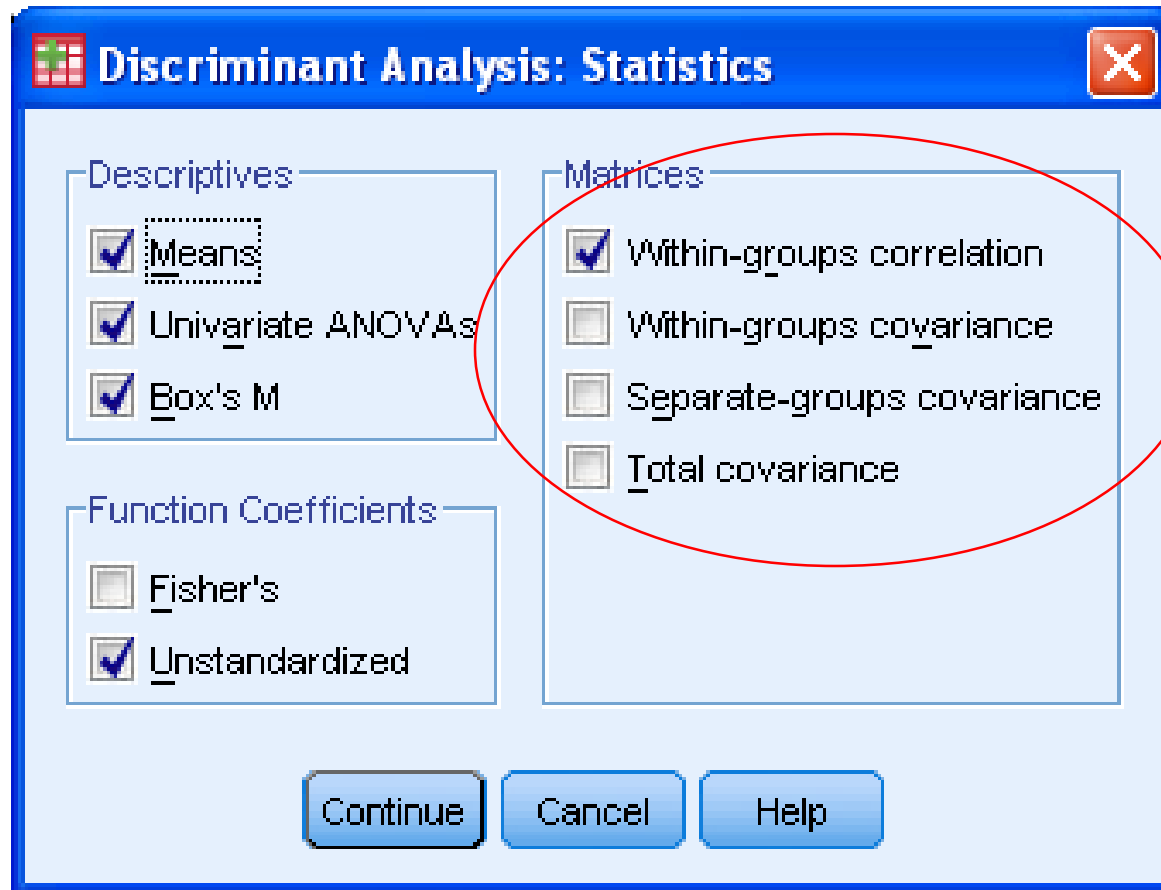 Discriminant Analysis: Statistics
Descriptives
Means
Univariate ANOVAs
Box's M
Function Coefficients
Fisher's
Unstandardized
Matrices
Within-groups correlation
Within-groups covariance
Separate-groups covariance
Total covariance
Continue Cancel Help